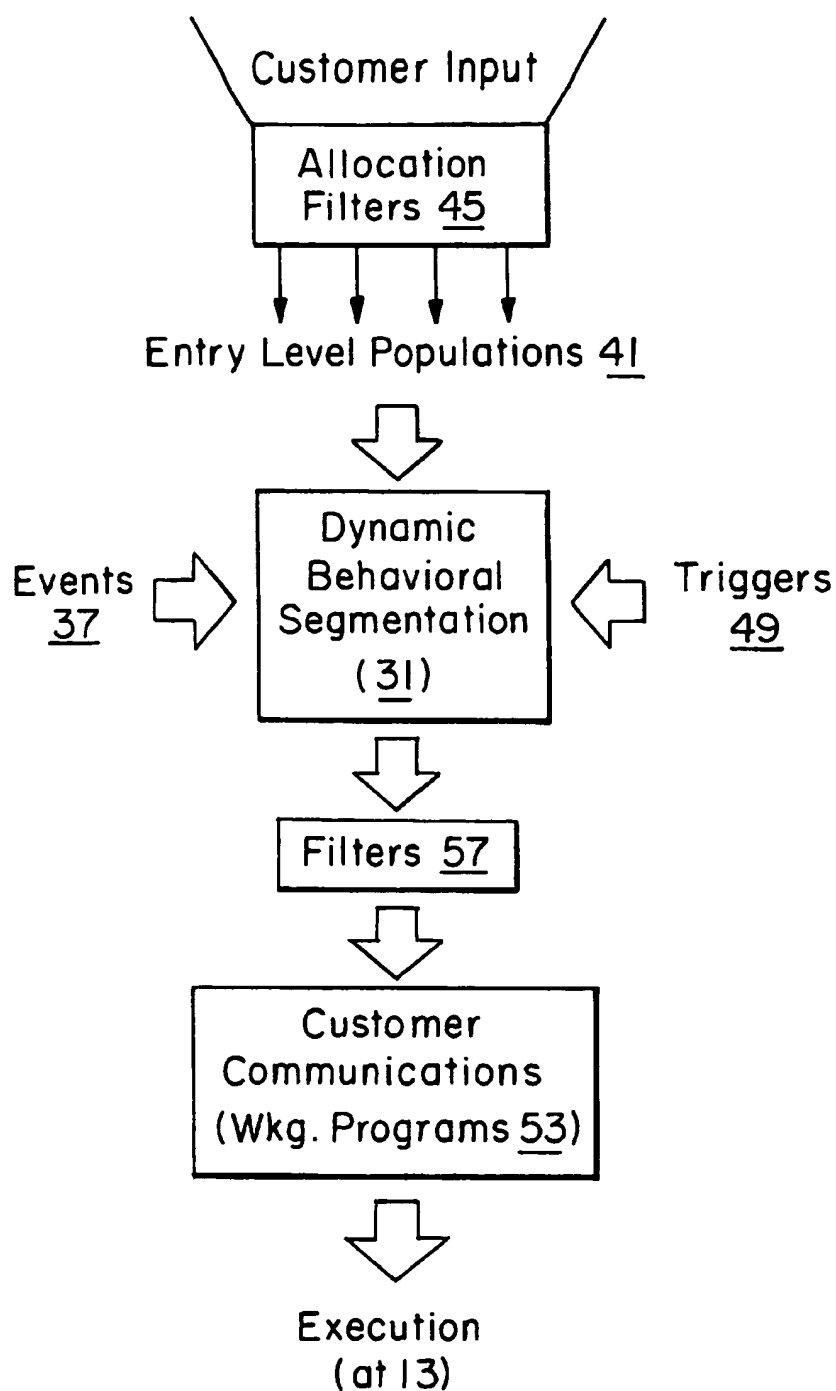 Customer Input
Allocation
Filters 45
Entry Level Populations 41
Events
37
Dynamic
Behavioral
Segmentation
(31)
Triggers
49
Filters 57
Customer
Communications
(Wkg. Programs 53)
Execution
(at 13)